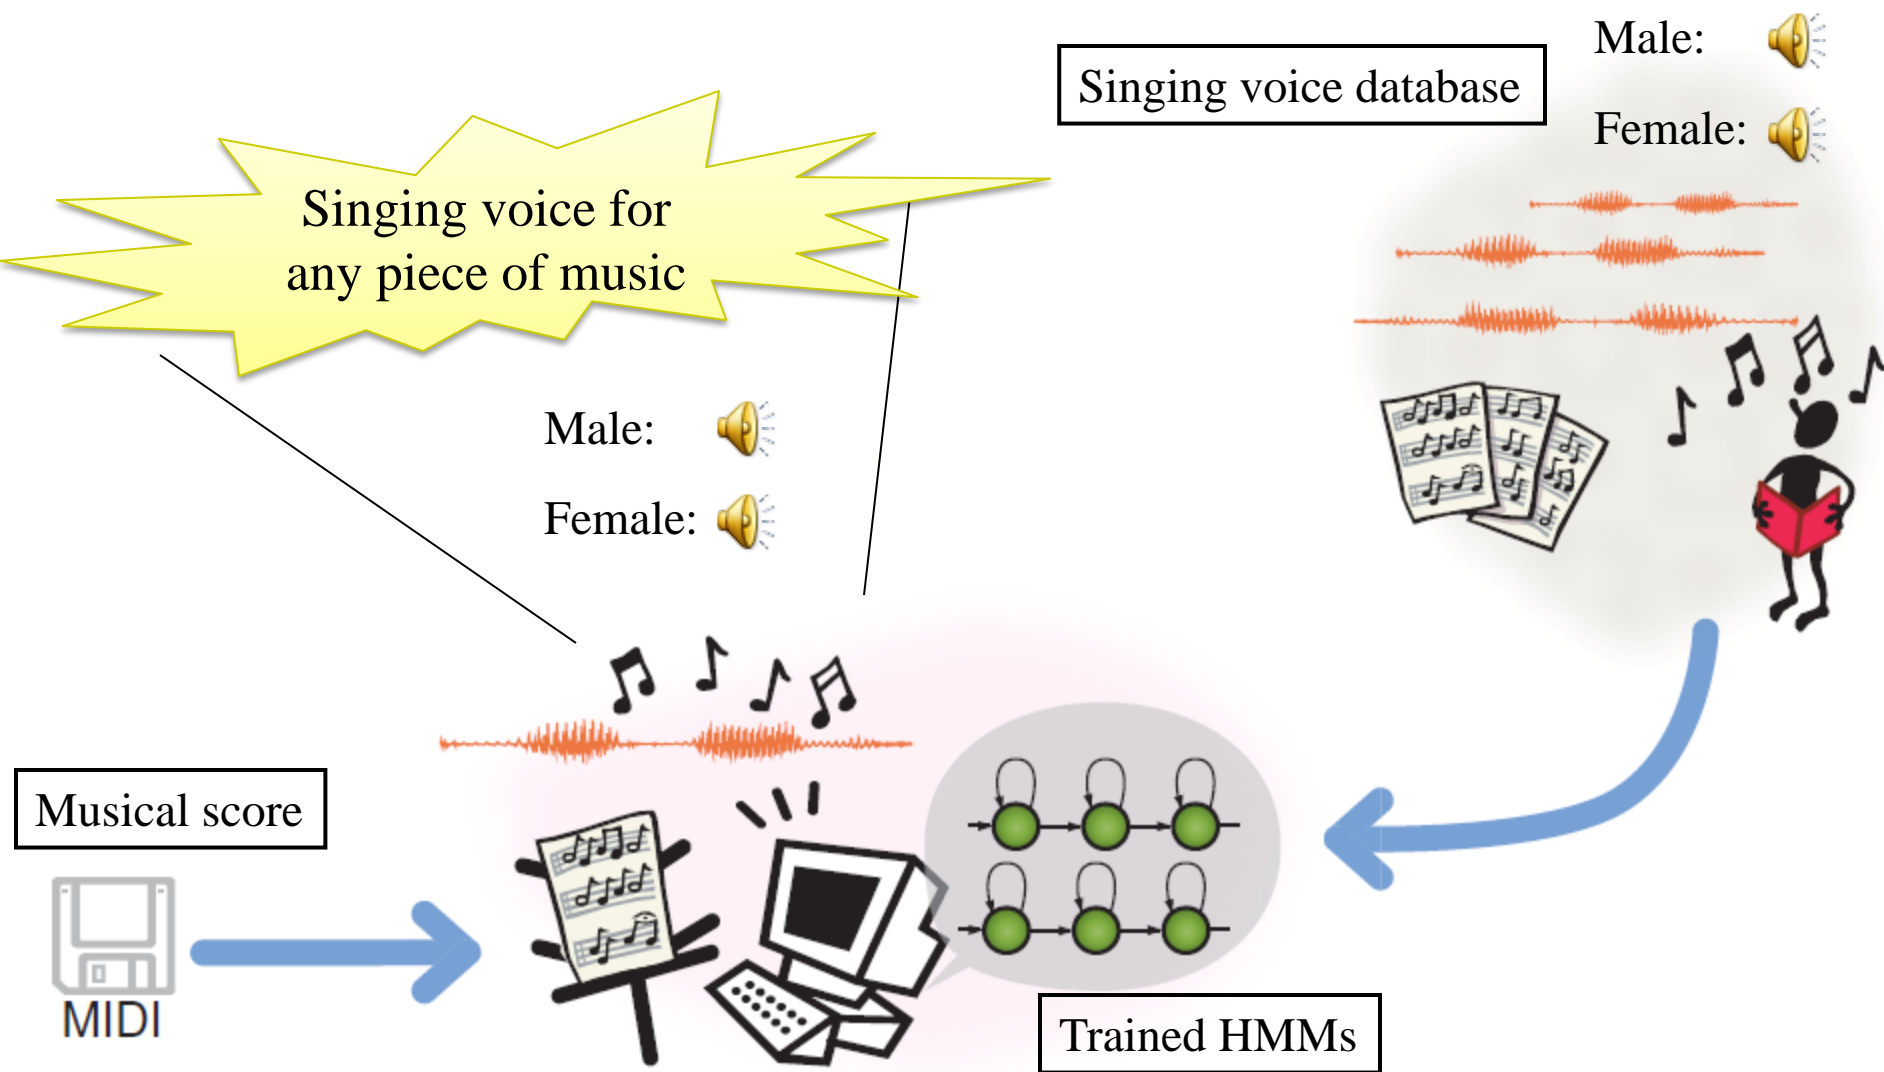 Male:
Singing voice database
Female:
Singing voice for
any piece of music
Male:
Female:
Musical score
MIDI
Trained HMMs